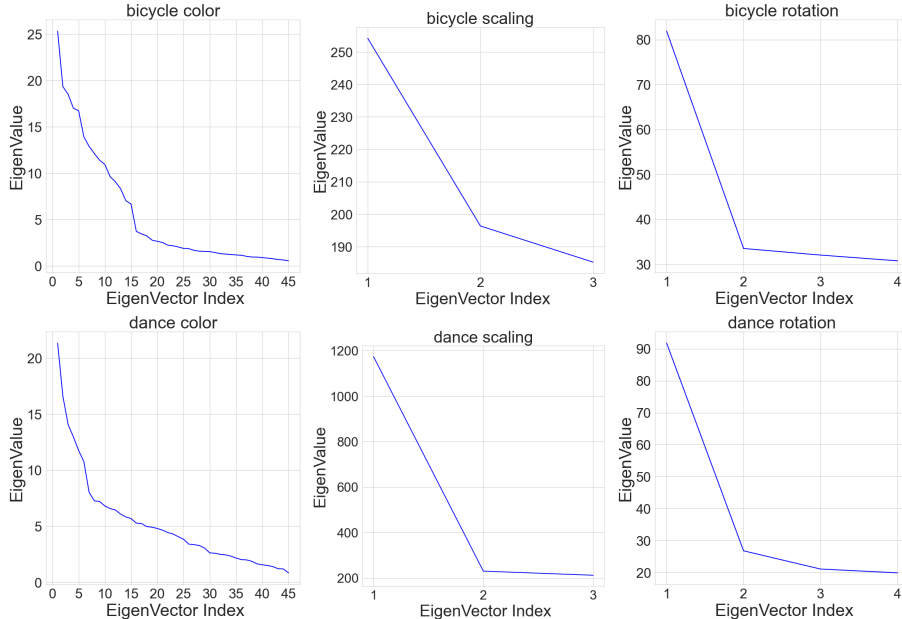 bicycle color
EigenValue
25
20
15
10
5
0
0 5 10 15 20 25 30 35 40 45
EigenVector Index
bicycle scaling
EigenValue
250
240
230
220
210
200
190
1 2 3
EigenVector Index
bicycle rotation
EigenValue
80
70
60
50
40
30
1 2 3 4
EigenVector Index
dance color
EigenValue
20
15
10
5
0
0 5 10 15 20 25 30 35 40 45
EigenVector Index
dance scaling
EigenValue
1200
1000
800
600
400
200
1 2 3
EigenVector Index
dance rotation
EigenValue
90
80
70
60
50
40
30
20
1 2 3 4
EigenVector Index